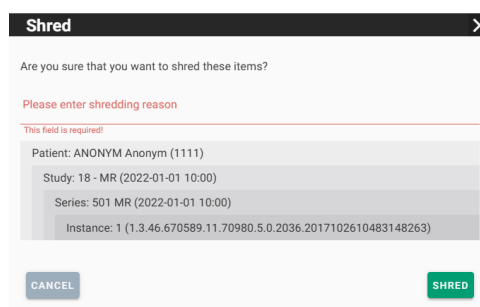 Shred
Are you sure that you want to shred these items?
Please enter shredding reason
This field is required!
Patient: ANONYM Anonym (1111)
Study: 18 - MR (2022-01-01 10:00)
Series: 501 MR (2022-01-01 10:00)
Instance: 1 (1.3.46.670589.11.70980.5.0.2036.2017102610483148263)
CANCEL
SHRED